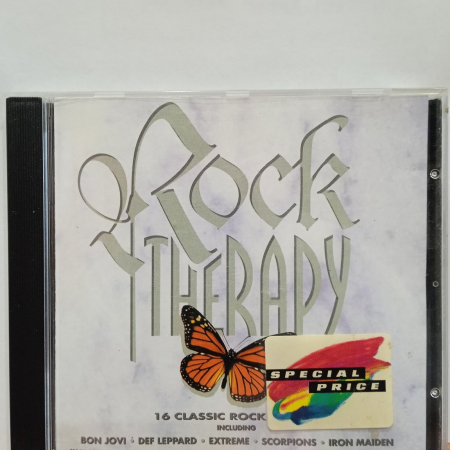 Rock
THERAPY
16 CLASSIC ROCK
INCLUDING
BON JOVI • DEF LEPPARD • EXTREME • SCORPIONS • IRON MAIDEN
SPECIAL
PRICE